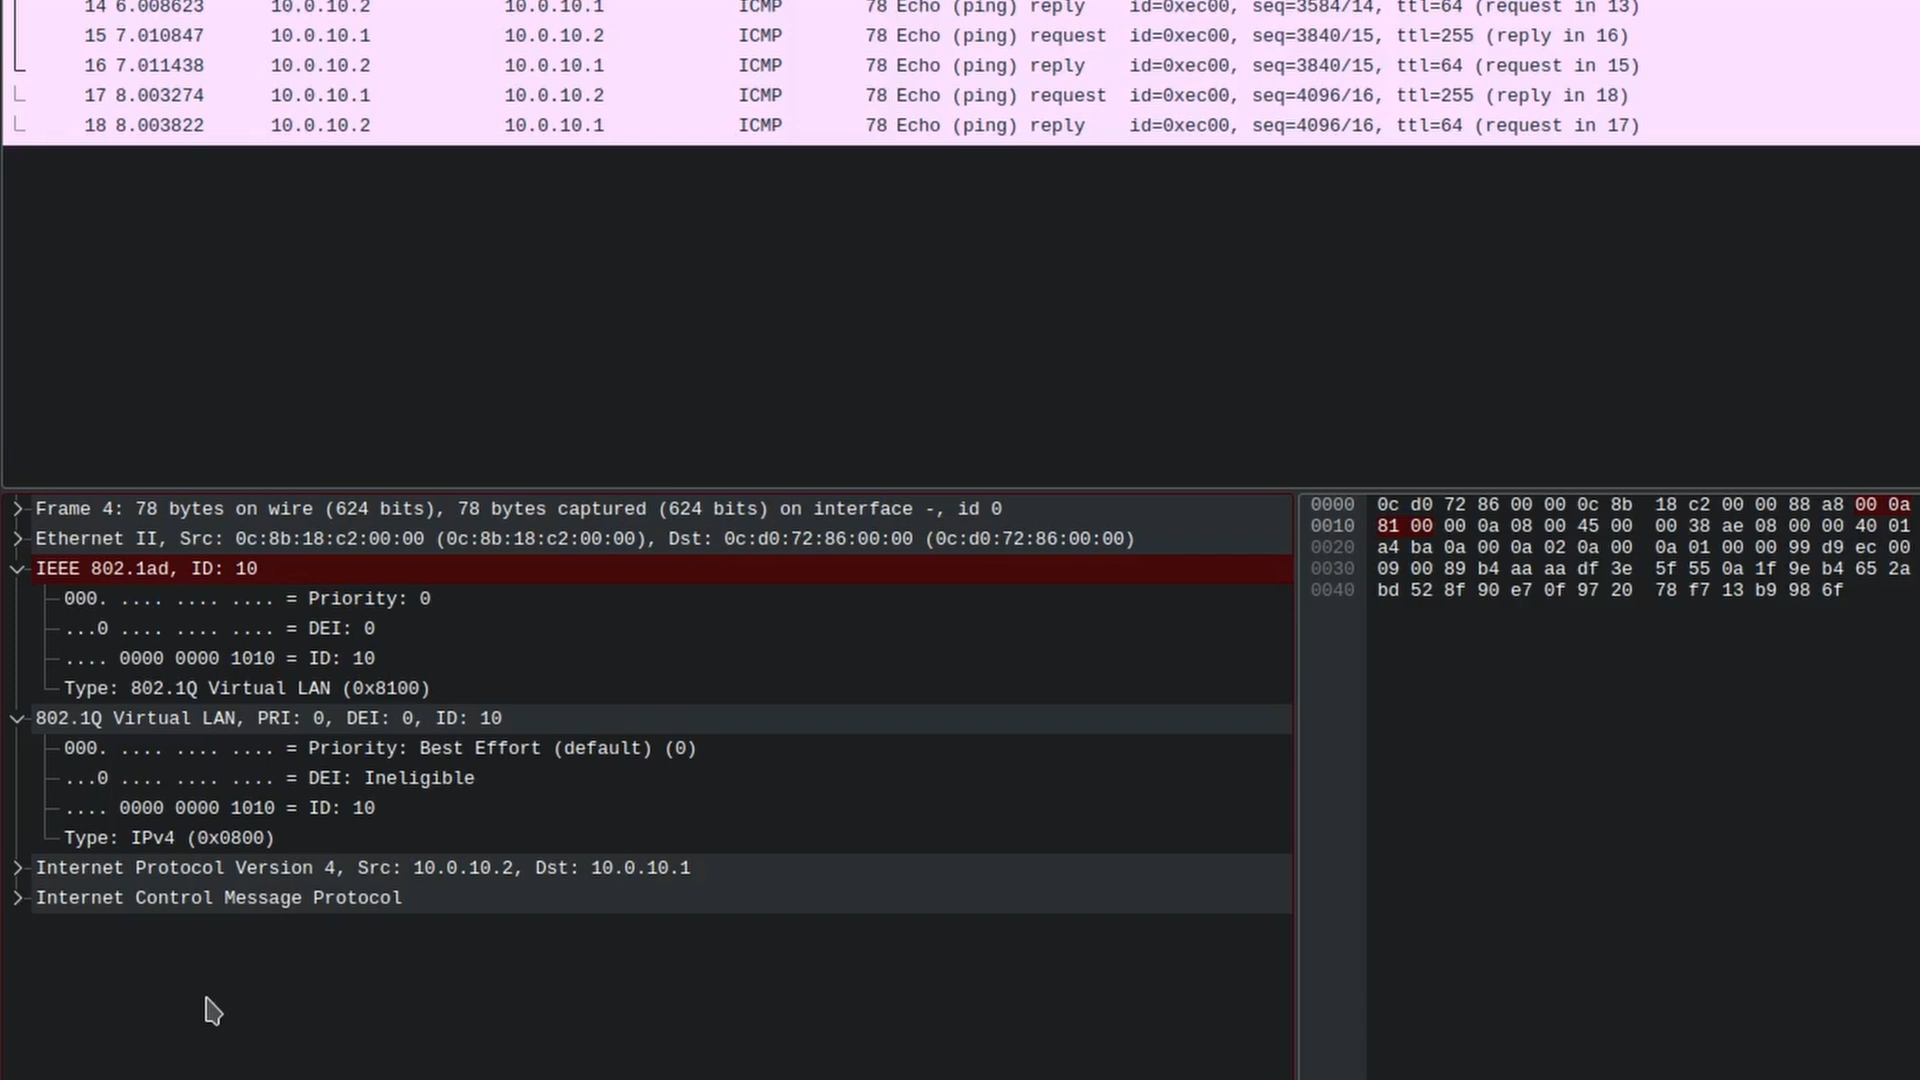 14 6.008623 10.0.10.2 10.0.10.1 ICMP 78 Echo (ping) reply id=0xec00, seq=3584/14, ttl=64 (request in 13)
15 7.010847 10.0.10.1 10.0.10.2 ICMP 78 Echo (ping) request id=0xec00, seq=3840/15, ttl=255 (reply in 16)
16 7.011438 10.0.10.2 10.0.10.1 ICMP 78 Echo (ping) reply id=0xec00, seq=3840/15, ttl=64 (request in 15)
17 8.003274 10.0.10.1 10.0.10.2 ICMP 78 Echo (ping) request id=0xec00, seq=4096/16, ttl=255 (reply in 18)
18 8.003822 10.0.10.2 10.0.10.1 ICMP 78 Echo (ping) reply id=0xec00, seq=4096/16, ttl=64 (request in 17)
Frame 4: 78 bytes on wire (624 bits), 78 bytes captured (624 bits) on interface -, id 0
Ethernet II, Src: 0c:8b:18:c2:00:00 (0c:8b:18:c2:00:00), Dst: 0c:d0:72:86:00:00 (0c:d0:72:86:00:00)
IEEE 802.1ad, ID: 10
000. .... .... .... = Priority: 0
...0 .... .... .... = DEI: 0
.... 0000 0000 1010 = ID: 10
Type: 802.1Q Virtual LAN (0x8100)
802.1Q Virtual LAN, PRI: 0, DEI: 0, ID: 10
000. .... .... .... = Priority: Best Effort (default) (0)
...0 .... .... .... = DEI: Ineligible
.... 0000 0000 1010 = ID: 10
Type: IPv4 (0x0800)
Internet Protocol Version 4, Src: 10.0.10.2, Dst: 10.0.10.1
Internet Control Message Protocol
0000 0c d0 72 86 00 00 0c 8b 18 c2 00 00 88 a8 00 0a
0010 81 00 00 0a 08 00 45 00 00 38 ae 08 00 00 40 01
0020 a4 ba 0a 00 0a 02 0a 00 0a 01 00 00 99 d9 ec 00
0030 09 00 89 b4 aa aa df 3e 5f 55 0a 1f 9e b4 65 2a
0040 bd 52 8f 90 e7 0f 97 20 78 f7 13 b9 98 6f